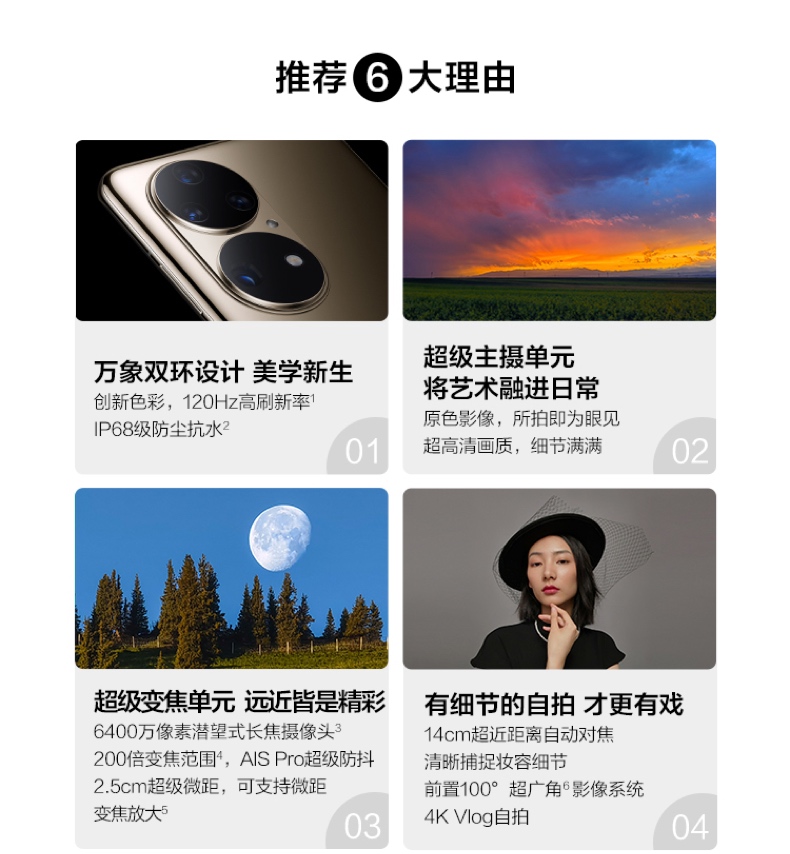 推荐6大理由
万象双环设计 美学新生
创新色彩，120Hz高刷新率¹
IP68级防尘抗水²
01
超级主摄单元
将艺术融进日常
原色影像，所拍即为眼见
超高清画质，细节满满
02
超级变焦单元 远近皆是精彩
6400万像素潜望式长焦摄像头³
200倍变焦范围⁴，AIS Pro超级防抖
2.5cm超级微距，可支持微距
变焦放大⁵
03
有细节的自拍 才更有戏
14cm超近距离自动对焦
清晰捕捉妆容细节
前置100°超广角⁶影像系统
4K Vlog自拍
04